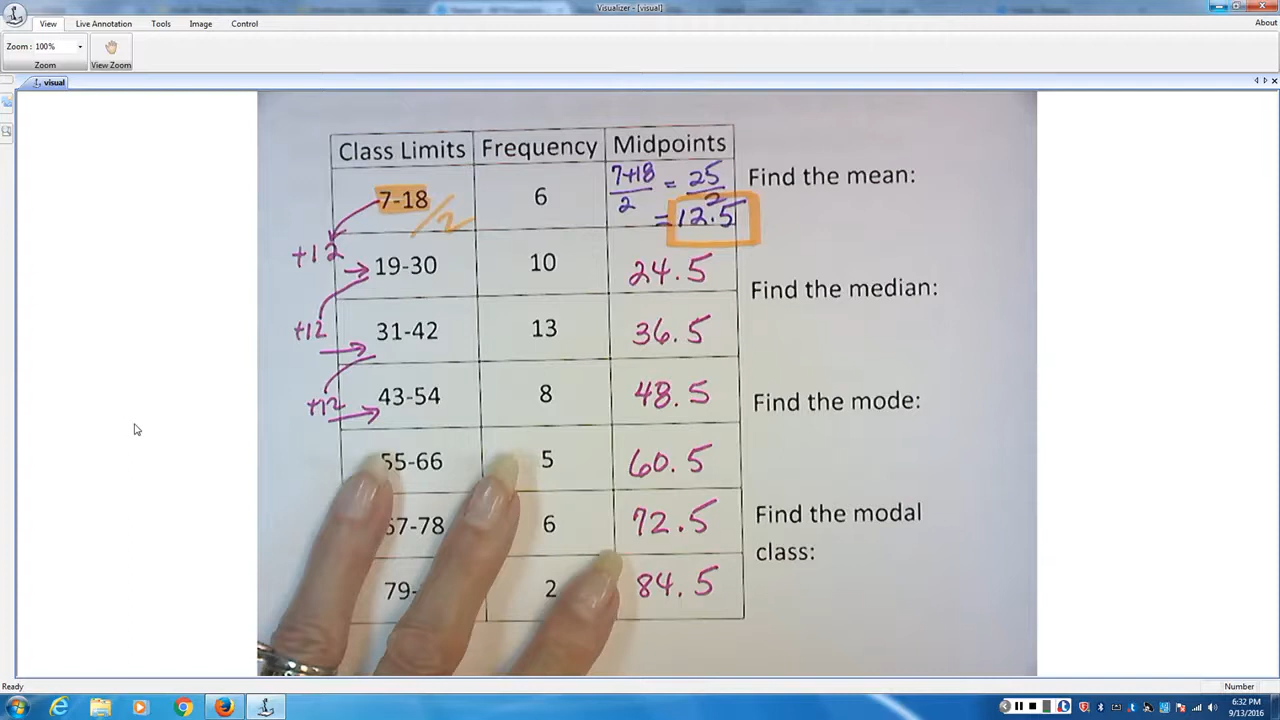 Visualizer - [visual]
View Live Annotation Tools Image Control
About
Zoom : 100%
View Zoom
Zoom
visual
Class Limits Frequency Midpoints
7-18 /2 6 7+18/2 = 25/2
= 12.5
Find the mean:
+12
19-30 10 24.5
Find the median:
+12
31-42 13 36.5
+12
43-54 8 48.5
Find the mode:
55-66 5 60.5
67-78 6 72.5
Find the modal
class:
79- 2 84.5
Ready
Number
6:32 PM
9/13/2016